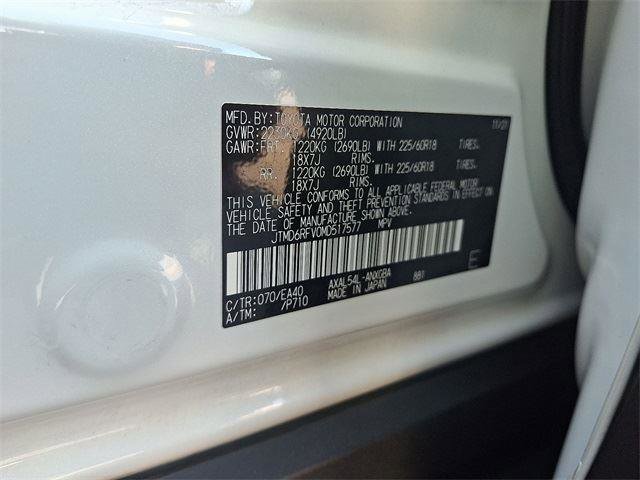 MFD. BY: TOYOTA MOTOR CORPORATION 11/21
GVWR: 2230KG (4920LB)
GAWR: FRT. 1220KG (2690LB) WITH 225/60R18 TIRES.
18X7J RIMS.
RR. 1220KG (2690LB) WITH 225/60R18 TIRES.
18X7J RIMS.
THIS VEHICLE CONFORMS TO ALL APPLICABLE FEDERAL MOTOR
VEHICLE SAFETY AND THEFT PREVENTION STANDARDS IN EFFECT ON
THE DATE OF MANUFACTURE SHOWN ABOVE.
JTMD6RFV0MD517577 MPV
E
C/TR: 070/EA40 AXAL54L-ANXGBA 881
A/TM: /P710 MADE IN JAPAN